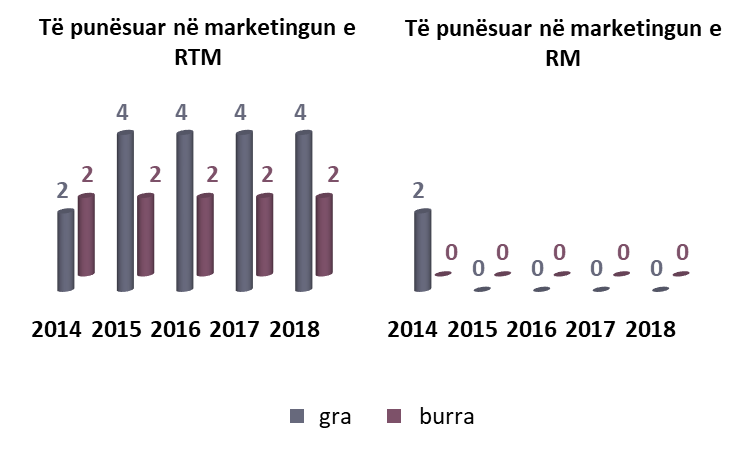 Të punësuar në marketingun e
RTM
4 4 4 4
2 2 2 2 2 2
2014 2015 2016 2017 2018
Të punësuar në marketingun e
RM
2
0 0 0 0 0
0 0 0 0
2014 2015 2016 2017 2018
gra burra